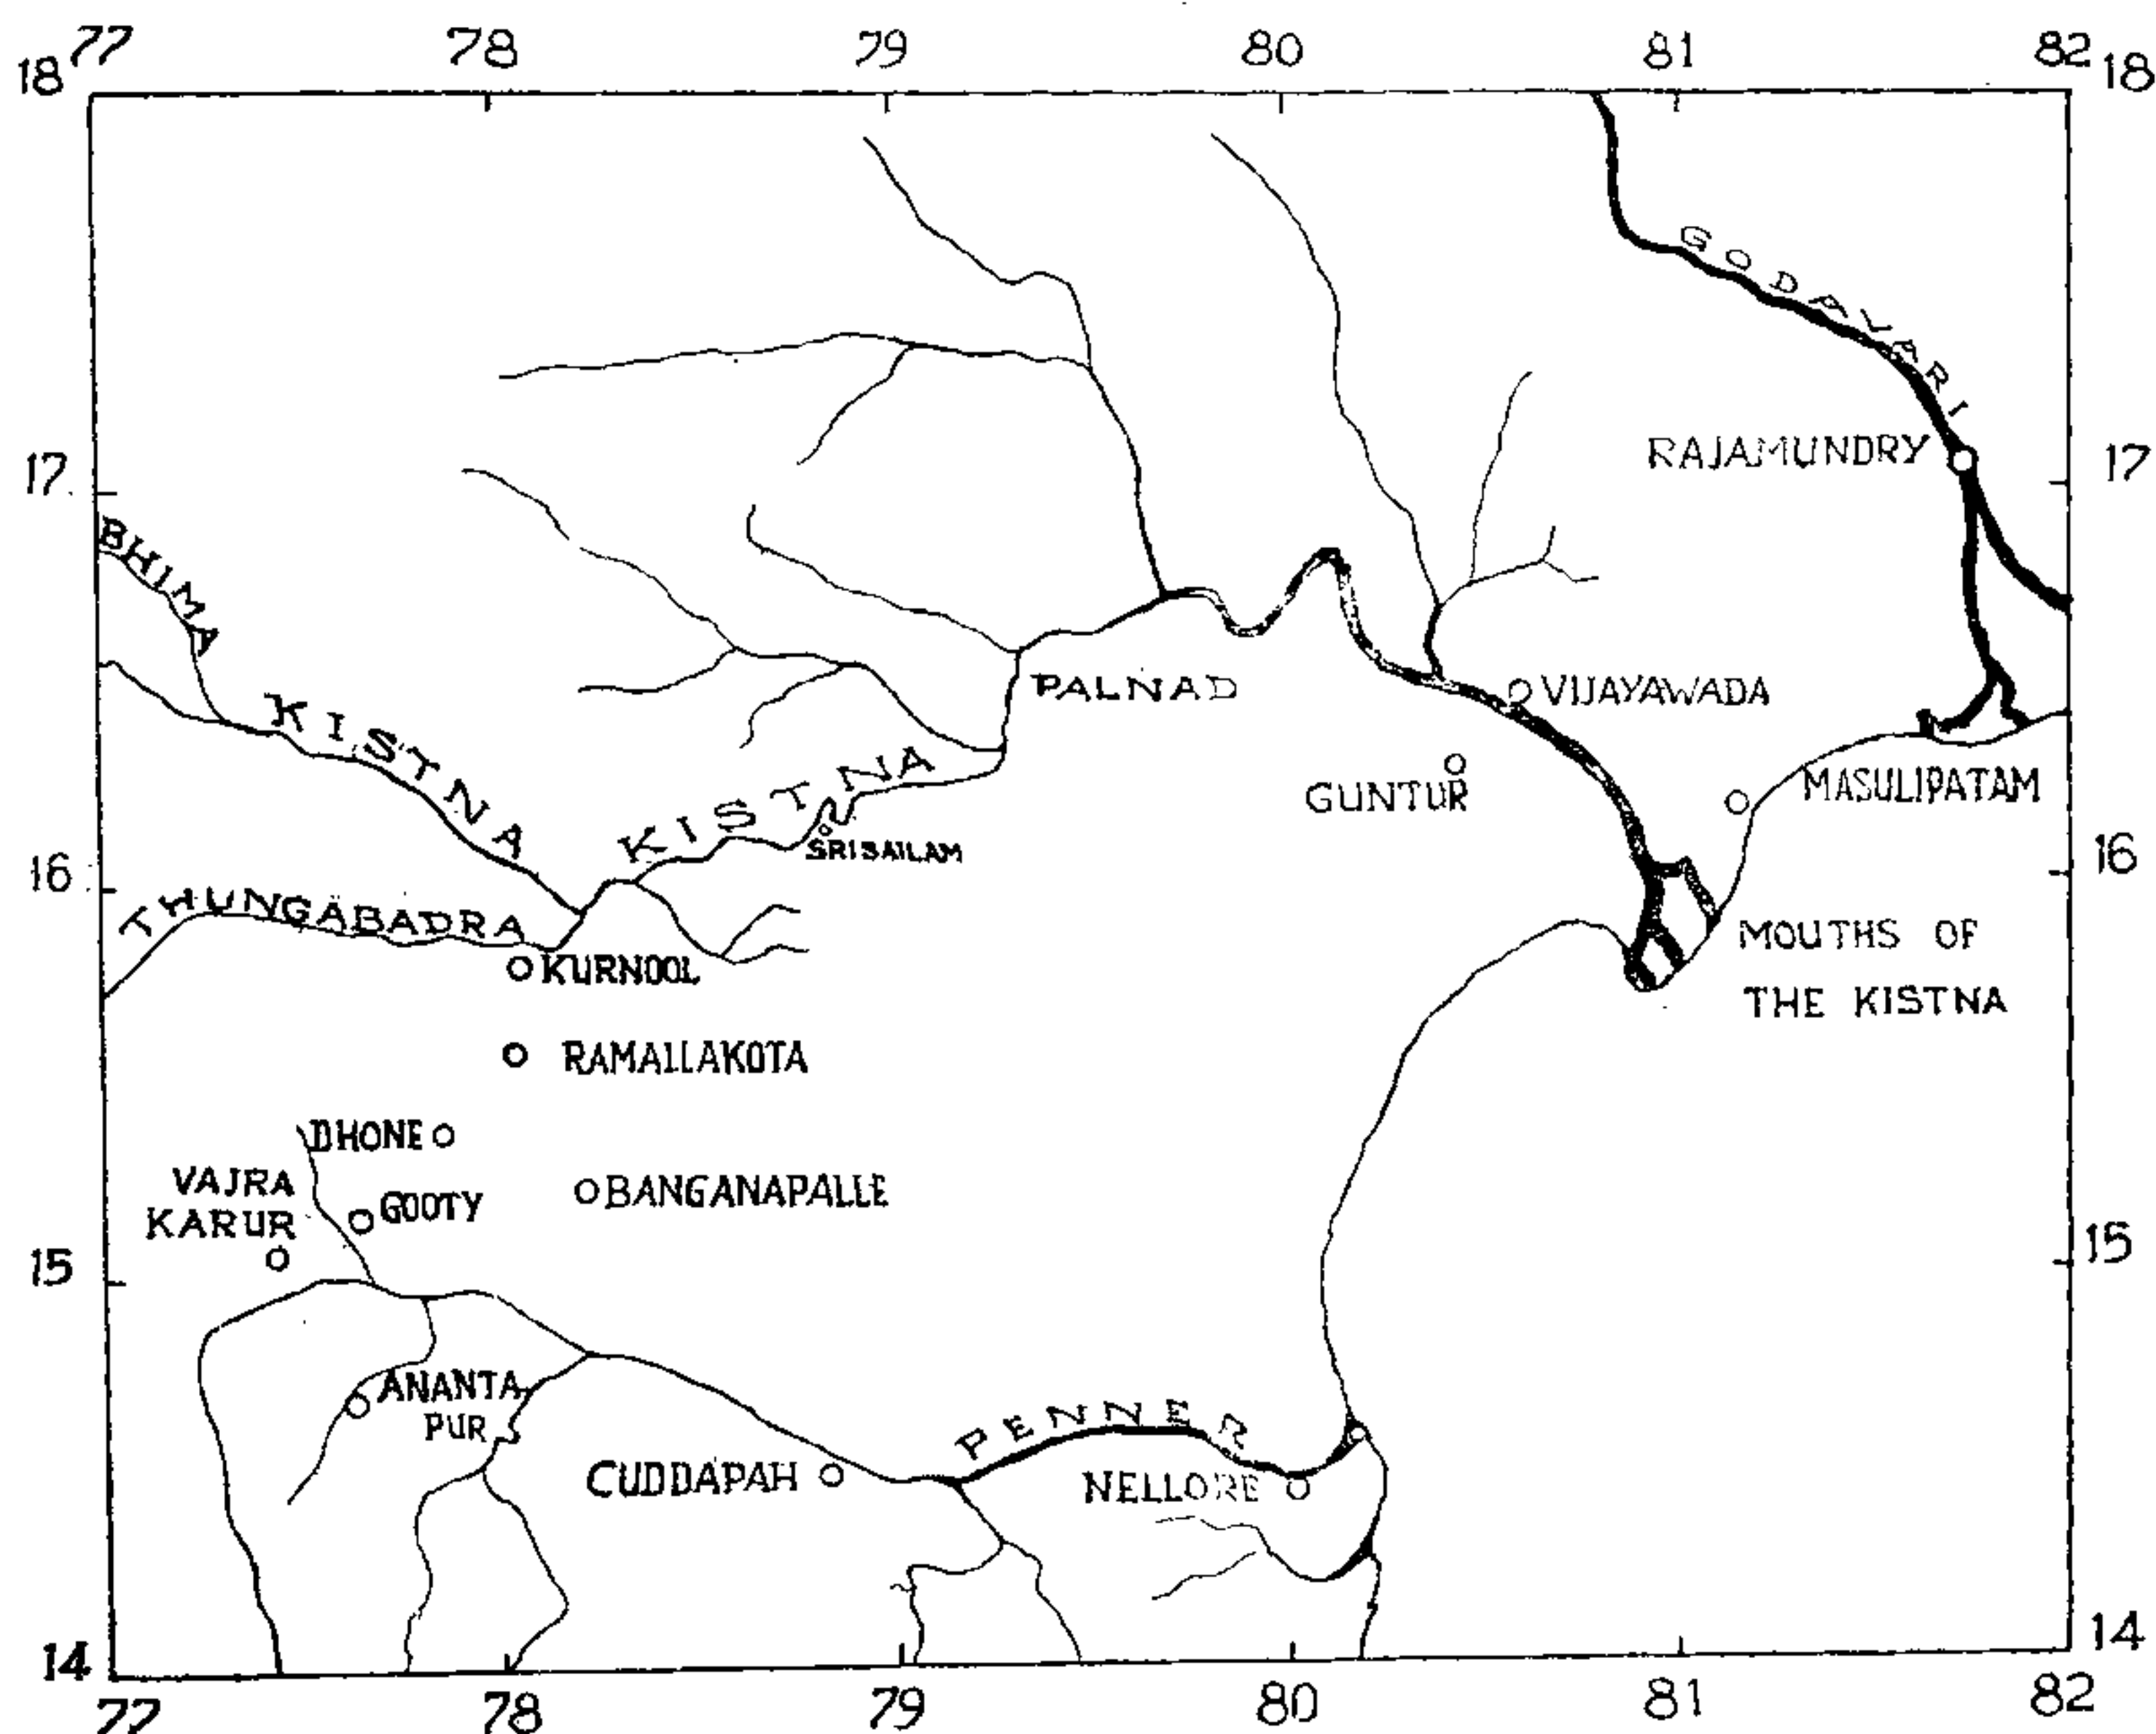 77 78 79 80 81 82
18 18
GODAVARI
RAJAMUNDRY
17 17
BHIMA
PALNAD
VIJAYAWADA
KISTNA
KISTNA
GUNTUR
MASULIPATAM
SRISAILAM
16 16
THUNGABADRA
KURNOOL
MOUTHS OF
THE KISTNA
RAMALLAKOTA
DHONE
VAJRA
KARUR
GOOTY
BANGANAPALLE
15 15
ANANTA
PUR
PENNER
CUDDAPAH
NELLORE
14 14
77 78 79 80 81 82